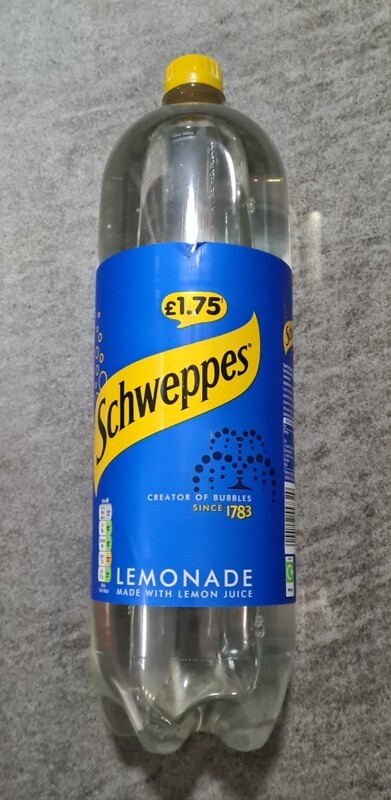 £1.75
Schweppes
CREATOR OF BUBBLES
SINCE 1783
LEMONADE
MADE WITH LEMON JUICE